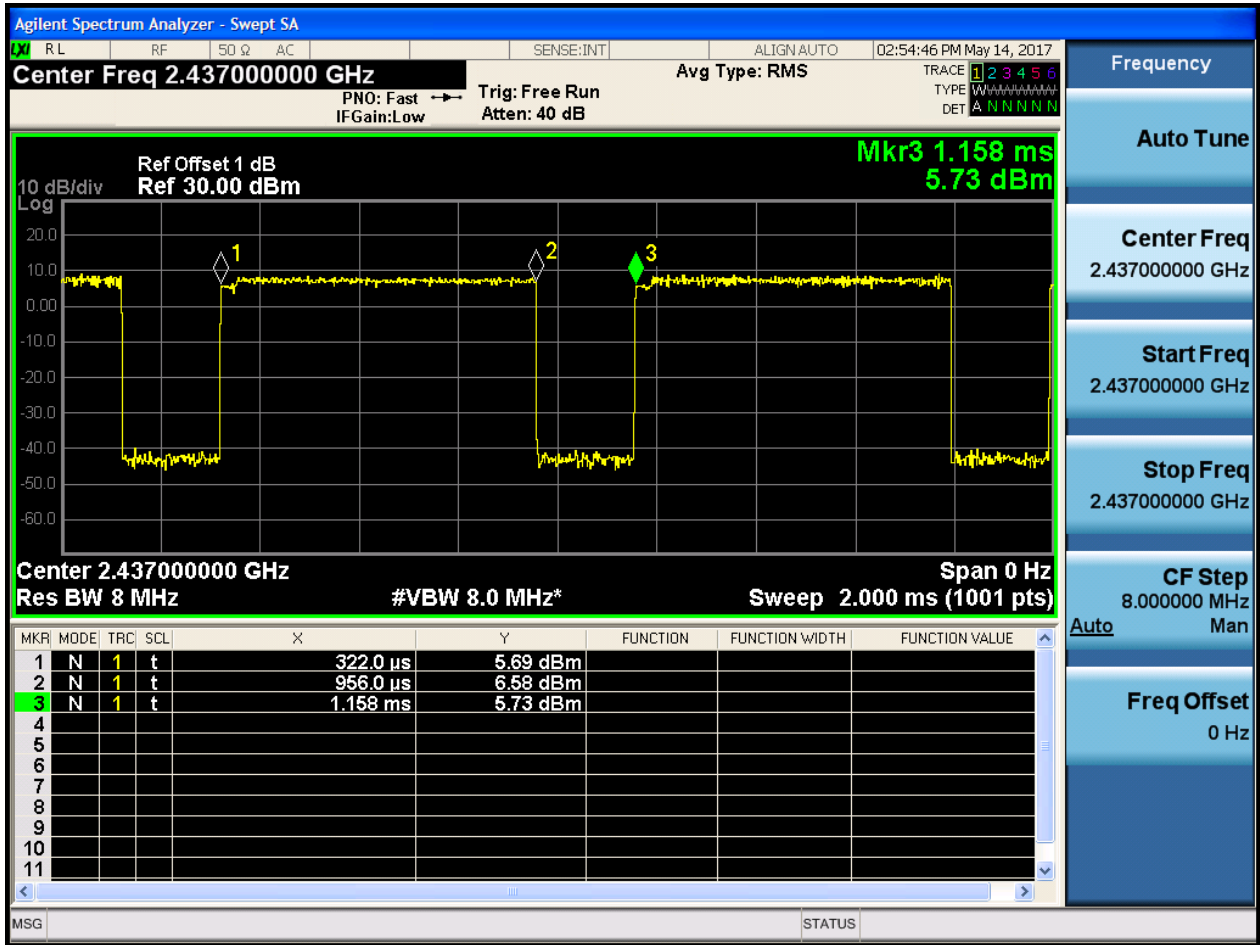 Agilent Spectrum Analyzer - Swept SA
LXI RL RF 50 Ω AC SENSE:INT ALIGN AUTO 02:54:46 PM May 14, 2017
Center Freq 2.437000000 GHz
PNO: Fast
IFGain:Low
Trig: Free Run
Atten: 40 dB
Avg Type: RMS
TRACE 1 2 3 4 5 6
TYPE W
DET A N N N N N
Ref Offset 1 dB
10 dB/div Ref 30.00 dBm
Log
Mkr3 1.158 ms
5.73 dBm
20.0
10.0
0.00
-10.0
-20.0
-30.0
-40.0
-50.0
-60.0
1
2
3
Center 2.437000000 GHz Span 0 Hz
Res BW 8 MHz #VBW 8.0 MHz* Sweep 2.000 ms (1001 pts)
MKR MODE TRC SCL X Y FUNCTION FUNCTION WIDTH FUNCTION VALUE
1 N 1 t 322.0 µs 5.69 dBm
2 N 1 t 956.0 µs 6.58 dBm
3 N 1 t 1.158 ms 5.73 dBm
4
5
6
7
8
9
10
11
MSG STATUS
Frequency
Auto Tune
Center Freq
2.437000000 GHz
Start Freq
2.437000000 GHz
Stop Freq
2.437000000 GHz
CF Step
8.000000 MHz
Auto Man
Freq Offset
0 Hz